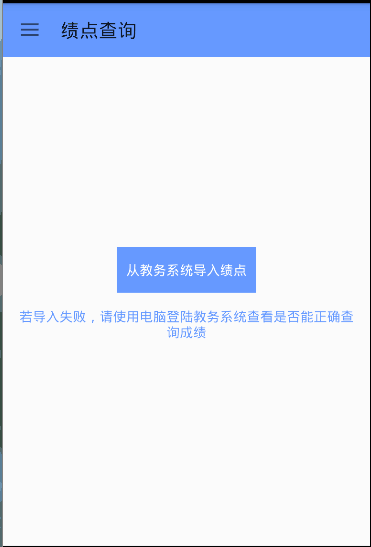 绩点查询
从教务系统导入绩点
若导入失败，请使用电脑登陆教务系统查看是否能正确查
询成绩